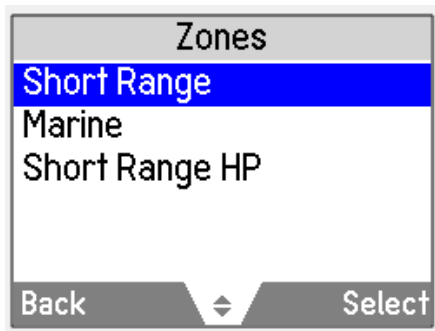 Zones
Short Range
Marine
Short Range HP
Back Select